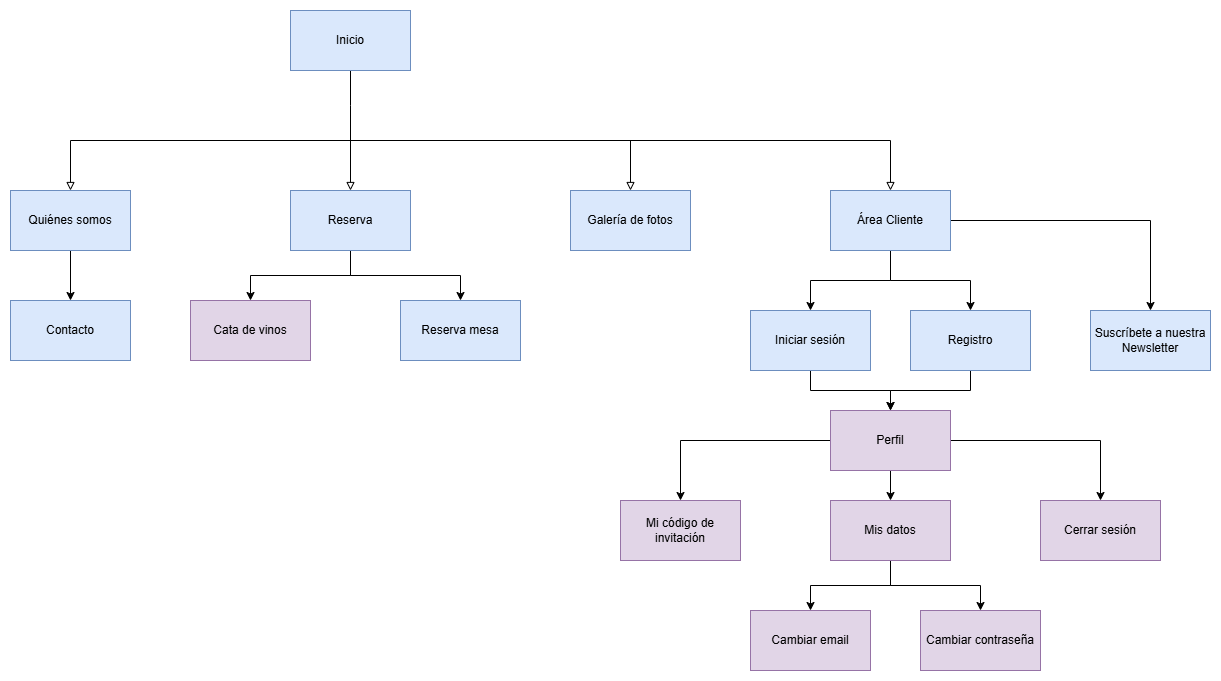 Inicio
Quiénes somos
Reserva
Galería de fotos
Área Cliente
Contacto
Cata de vinos
Reserva mesa
Iniciar sesión
Registro
Suscríbete a nuestra
Newsletter
Perfil
Mi código de
invitación
Mis datos
Cerrar sesión
Cambiar email
Cambiar contraseña